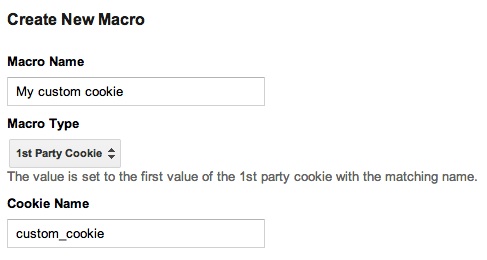 Create New Macro
Macro Name
My custom cookie
Macro Type
1st Party Cookie
The value is set to the first value of the 1st party cookie with the matching name.
Cookie Name
custom_cookie